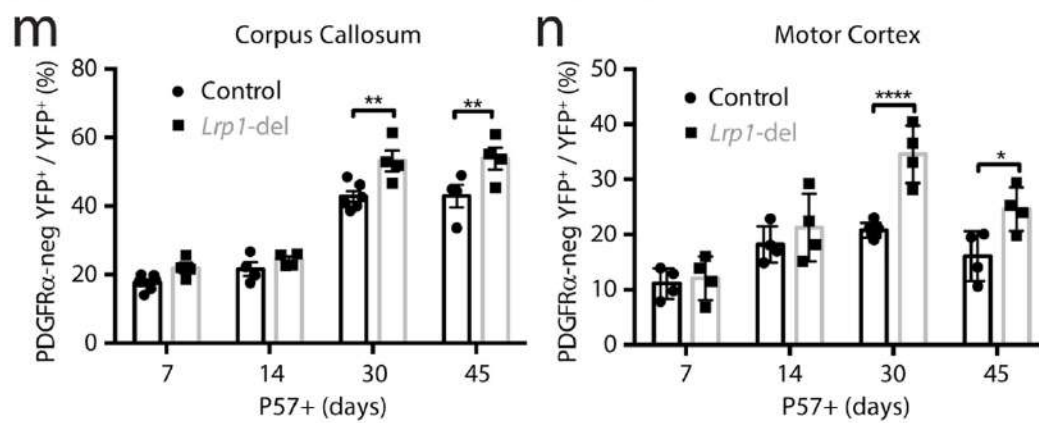 m
Corpus Callosum
PDGFRα-neg YFP⁺ / YFP⁺ (%)
80
60
40
20
0
Control
Lrp1-del
**
**
7 14 30 45
P57+ (days)
n
Motor Cortex
PDGFRα-neg YFP⁺ / YFP⁺ (%)
50
40
30
20
10
0
Control
Lrp1-del
****
*
7 14 30 45
P57+ (days)